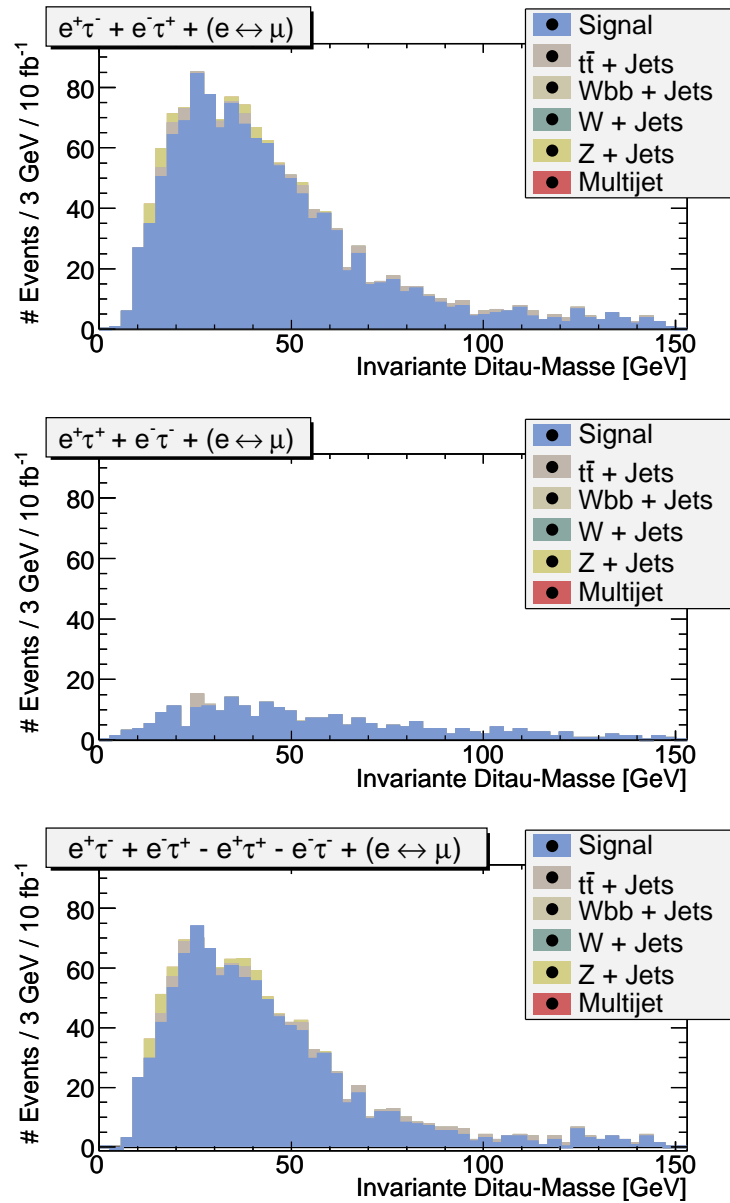 e⁺τ⁻ + e⁻τ⁺ + (e ↔ μ)
# Events / 3 GeV / 10 fb⁻¹
80
60
40
20
0
0 50 100 150
Invariante Ditau-Masse [GeV]
Signal
tt̄ + Jets
Wbb + Jets
W + Jets
Z + Jets
Multijet
e⁺τ⁺ + e⁻τ⁻ + (e ↔ μ)
# Events / 3 GeV / 10 fb⁻¹
80
60
40
20
0
0 50 100 150
Invariante Ditau-Masse [GeV]
Signal
tt̄ + Jets
Wbb + Jets
W + Jets
Z + Jets
Multijet
e⁺τ⁻ + e⁻τ⁺ - e⁺τ⁺ - e⁻τ⁻ + (e ↔ μ)
# Events / 3 GeV / 10 fb⁻¹
80
60
40
20
0
0 50 100 150
Invariante Ditau-Masse [GeV]
Signal
tt̄ + Jets
Wbb + Jets
W + Jets
Z + Jets
Multijet